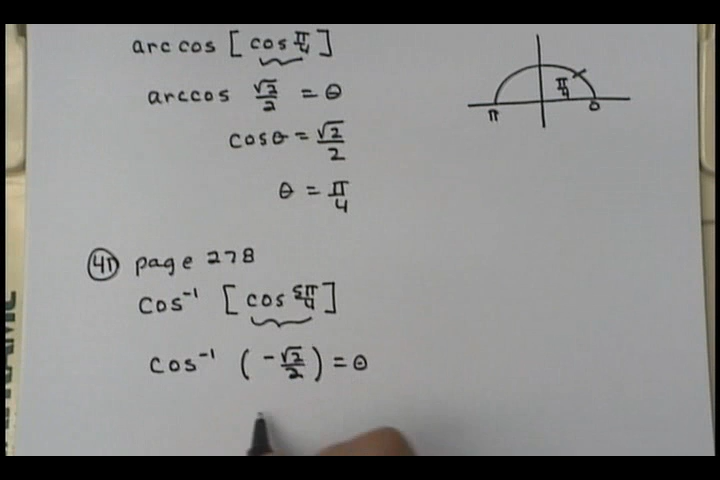 arccos [cos π/4]
arccos √2/2 = θ
cosθ = √2/2
θ = π/4
π
π/4
0
41 page 278
cos⁻¹ [cos 5π/4]
cos⁻¹ (-√2/2) = θ